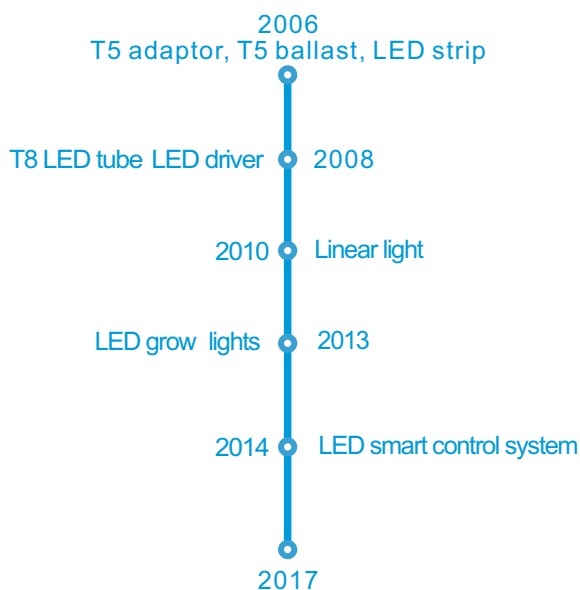 2006
T5 adaptor, T5 ballast, LED strip
T8 LED tube LED driver 2008
2010 Linear light
LED grow lights 2013
2014 LED smart control system
2017